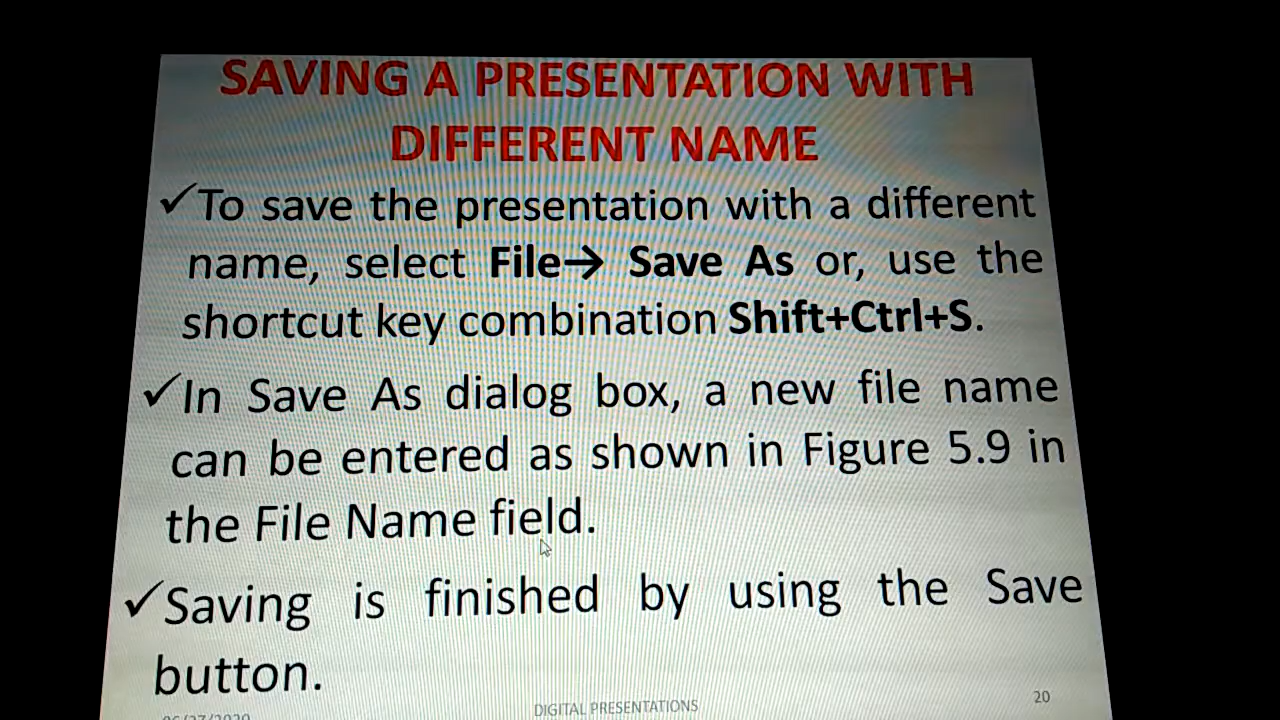 SAVING A PRESENTATION WITH
DIFFERENT NAME
✓To save the presentation with a different
name, select File→ Save As or, use the
shortcut key combination Shift+Ctrl+S.
✓In Save As dialog box, a new file name
can be entered as shown in Figure 5.9 in
the File Name field.
✓Saving is finished by using the Save
button.
06/27/2020
DIGITAL PRESENTATIONS
20